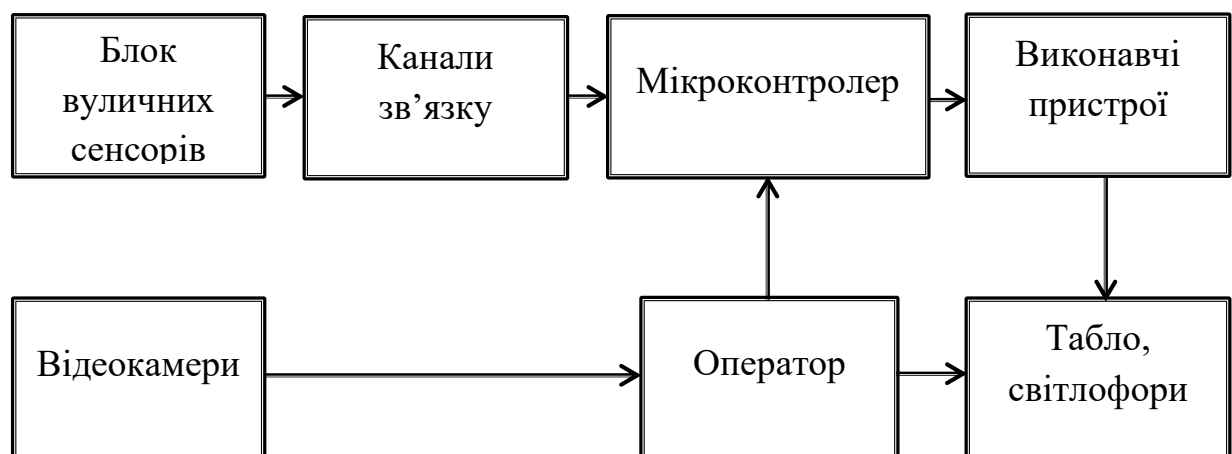 Блок
вуличних
сенсорів
Канали
зв’язку
Мікроконтролер
Виконавчі
пристрої
Відеокамери
Оператор
Табло,
світлофори